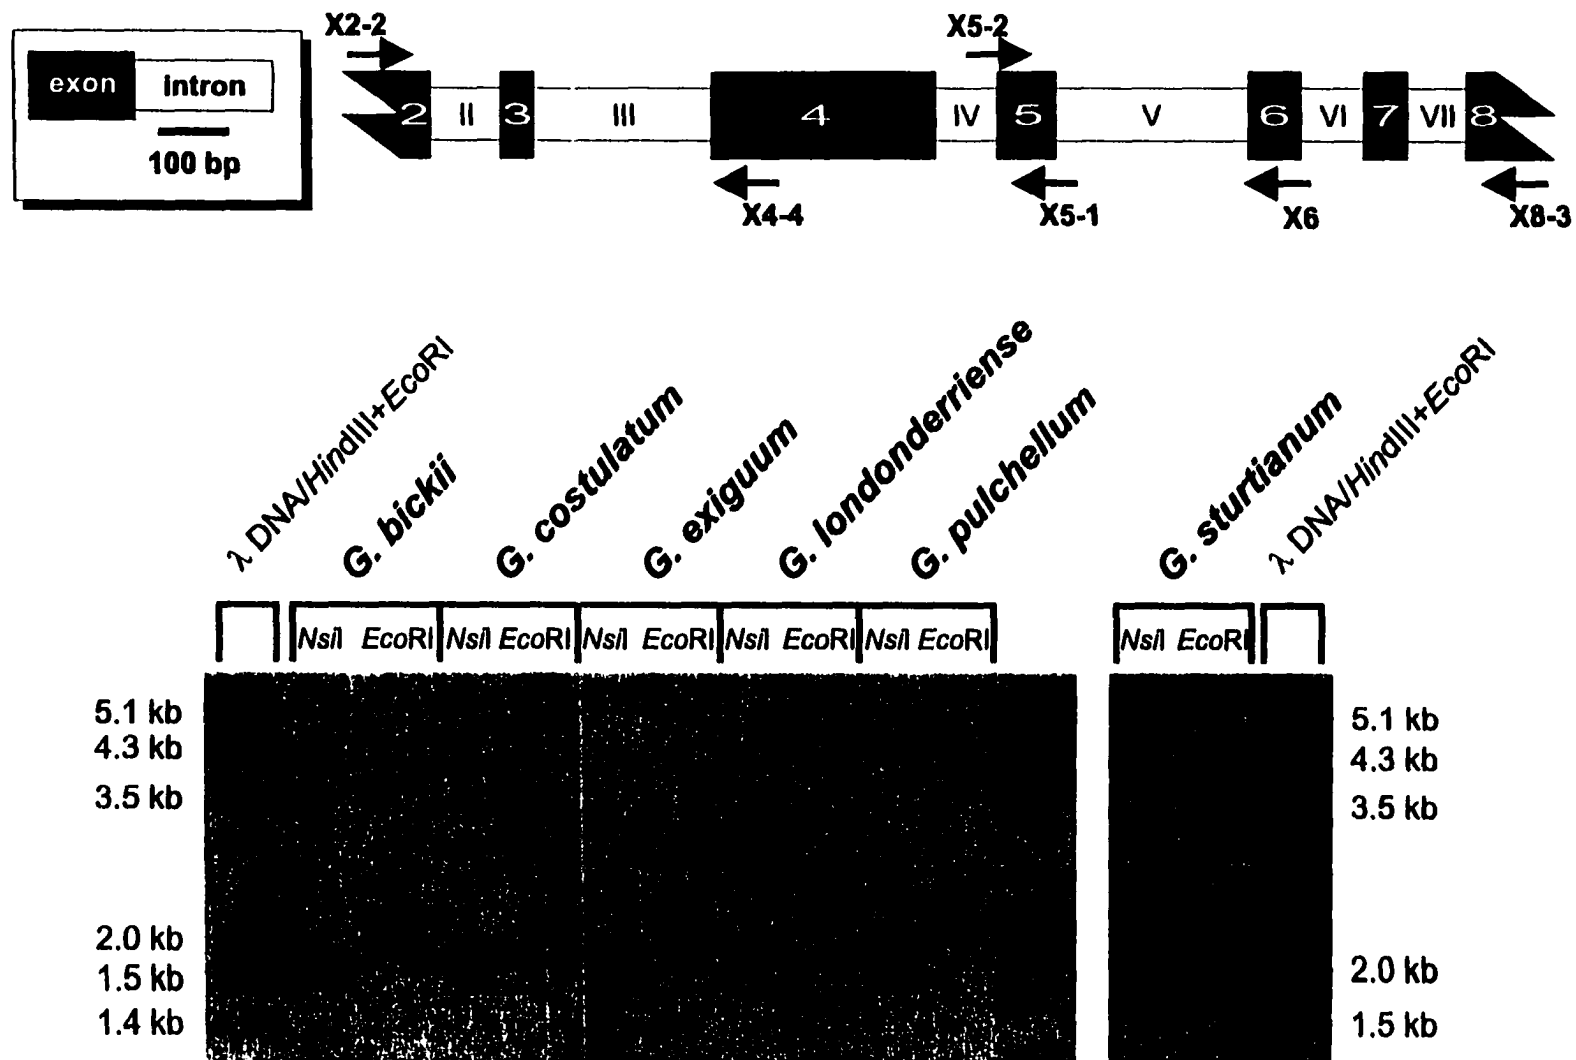 X2-2
X5-2
exon intron
100 bp
2 II 3 III 4 IV 5 V 6 VI 7 VII 8
X4-4
X5-1
X6
X8-3
λ DNA/HindIII+EcoRI
G. bickii
G. costulatum
G. exiguum
G. londonderriense
G. pulchellum
G. sturtianum
λ DNA/HindIII+EcoRI
NsiI EcoRI NsiI EcoRI NsiI EcoRI NsiI EcoRI NsiI EcoRI NsiI EcoRI
5.1 kb
4.3 kb
3.5 kb
2.0 kb
1.5 kb
1.4 kb
5.1 kb
4.3 kb
3.5 kb
2.0 kb
1.5 kb